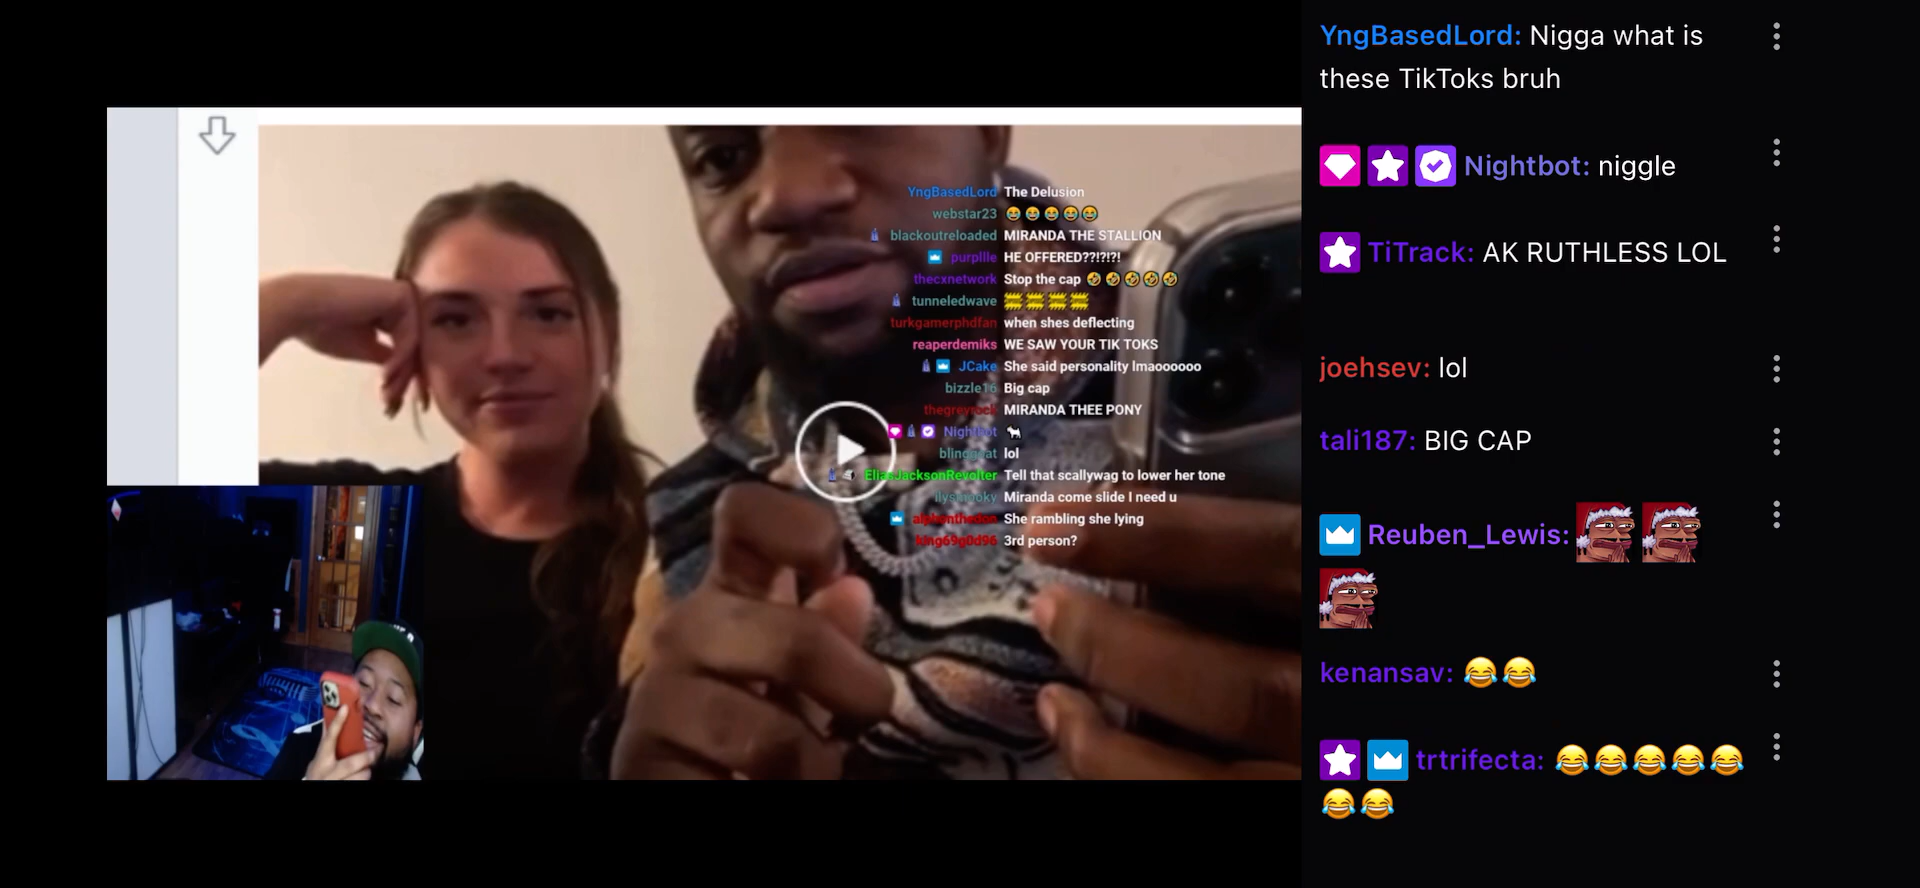 YngBasedLord: Nigga what is
these TikToks bruh
Nightbot: niggle
TiTrack: AK RUTHLESS LOL
joehsev: lol
tali187: BIG CAP
Reuben_Lewis:
kenansav: 😂😂
trtrifecta: 😂😂😂😂😂
😂😂
YngBasedLord The Delusion
webstar23 😂😂😂😂😂
blackoutreloaded MIRANDA THE STALLION
purpllle HE OFFERED??!?!?!
thecxnetwork Stop the cap 🤣🤣🤣🤣🤣
tunneledwave
turkgamerphdfan when shes deflecting
reaperdemiks WE SAW YOUR TIK TOKS
JCake She said personality lmaoooooo
bizzle16 Big cap
thegreyrock MIRANDA THEE PONY
Nightbot 🐐
lol
EliasJacksonRevolter Tell that scallywag to lower her tone
Miranda come slide I need u
alphonthedon She rambling she lying
king69g0d96 3rd person?